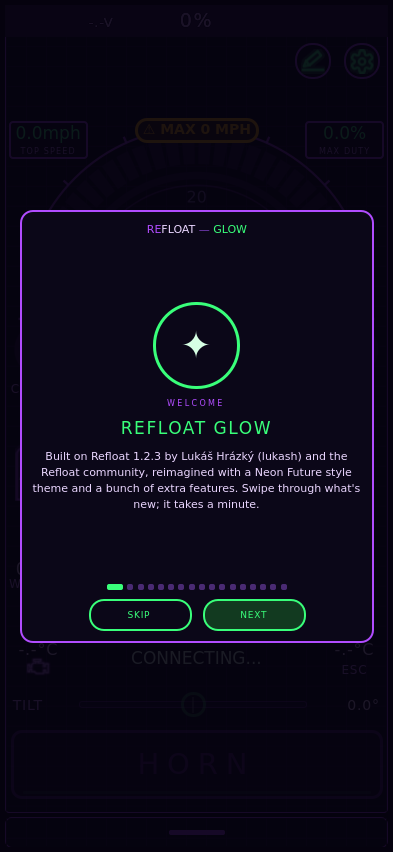 -.-V
0%
⚠ MAX 0 MPH
0.0mph
TOP SPEED
0.0%
MAX DUTY
20
REFLOAT — GLOW
WELCOME
REFLOAT GLOW
Built on Refloat 1.2.3 by Lukáš Hrázký (lukash) and the
Refloat community, reimagined with a Neon Future style
theme and a bunch of extra features. Swipe through what's
new; it takes a minute.
SKIP
NEXT
-.-°C
CONNECTING...
-.-°C
ESC
TILT
0.0°
HORN